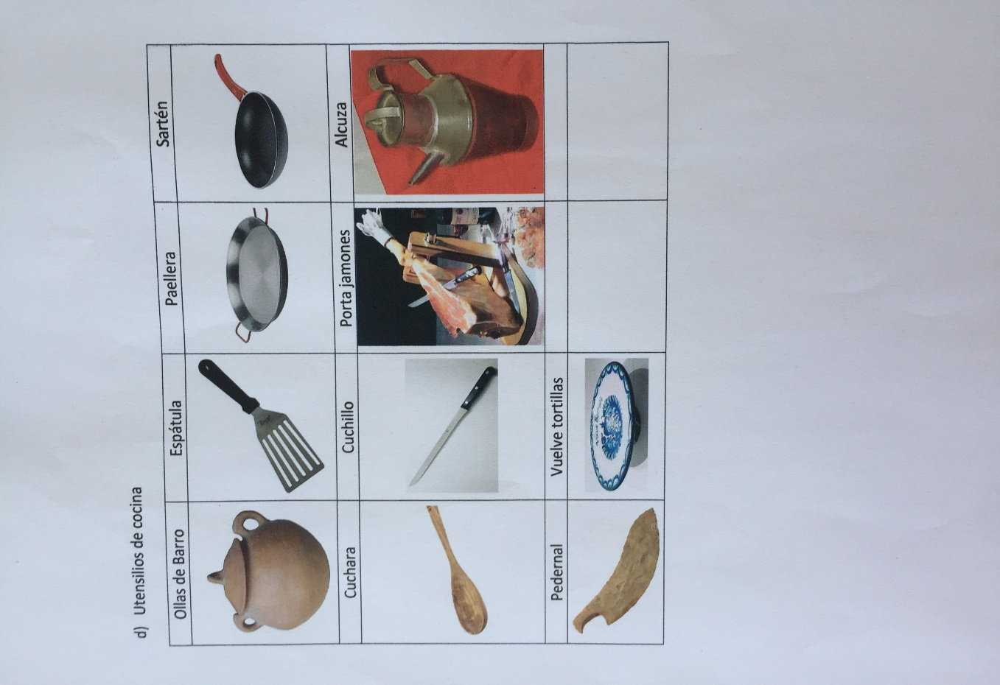 d) Utensilios de cocina
Ollas de Barro Espátula Paellera Sartén
Cuchara Cuchillo Porta jamones Alcuza
Pedernal Vuelve tortillas